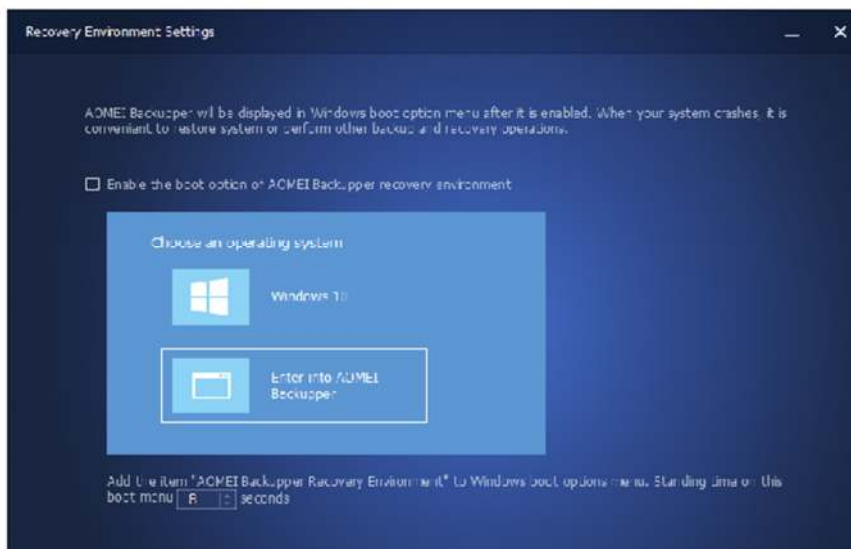 Recovery Environment Settings
AOMEI Backupper will be displayed in Windows boot option menu after it is enabled. When your system crashes, it is
convenient to restore system or perform other backup and recovery operations.
Enable the boot option of AOMEI Backupper recovery environment
Choose an operating system
Windows 10
Enter into AOMEI
Backupper
Add the item "AOMEI Backupper Recovery Environment" to Windows boot options menu. Standing time on this
boot menu seconds